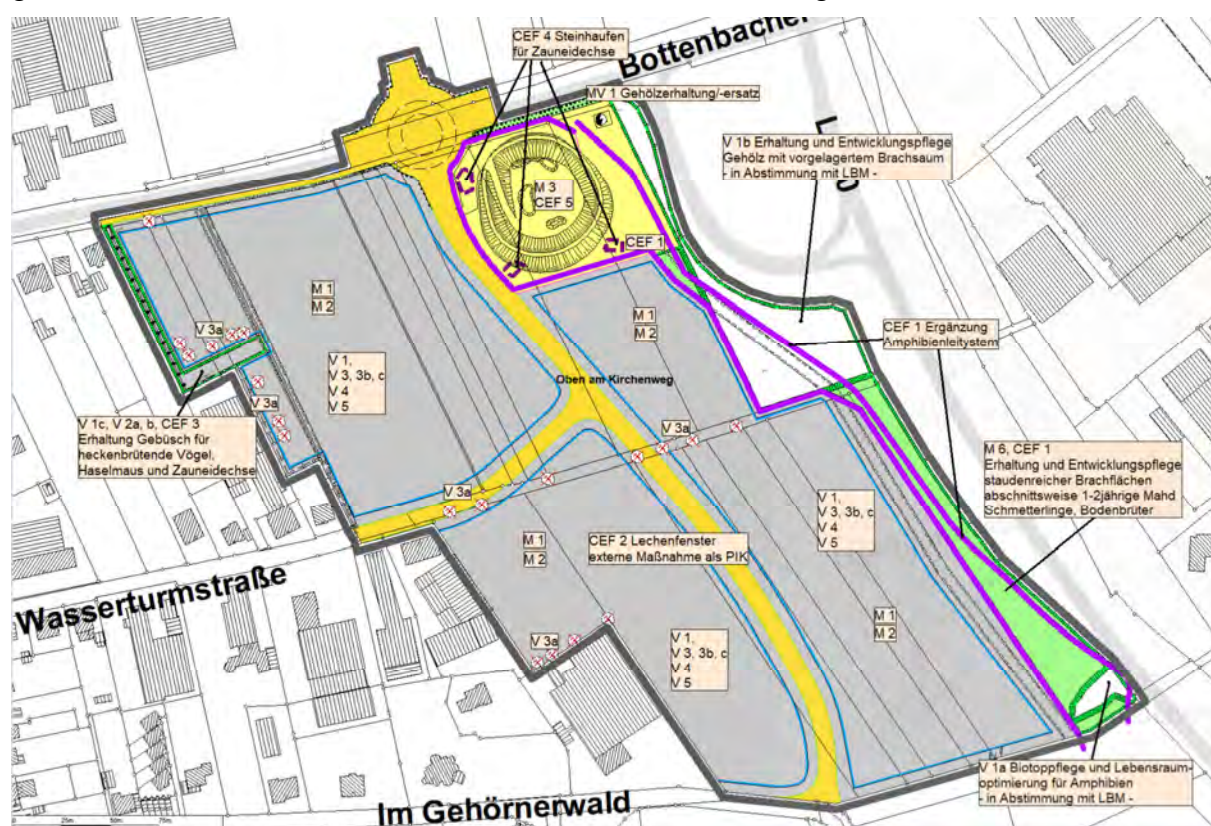 CEF 4 Steinhaufen
für Zauneidechse
Bottenbacher
MV 1 Gehölzerhaltung/-ersatz
V 1b Erhaltung und Entwicklungspflege
Gehölz mit vorgelagertem Brachsaum
- in Abstimmung mit LBM -
M 3
CEF 5
CEF 1
M 1
M 2
M 1
M 2
CEF 1 Ergänzung
Amphibienleitystem
V 3a
V 1,
V 3, 3b, c
V 4
V 5
Oben am Kirchenweg
V 3a
V 1c, V 2a, b, CEF 3
Erhaltung Gebüsch für
heckenbrütende Vögel,
Haselmaus und Zauneidechse
V 3a
M 6, CEF 1
Erhaltung und Entwicklungspflege
staudenreicher Brachflächen
abschnittsweise 1-2jährige Mahd
Schmetterlinge, Bodenbrüter
V 3a
V 1,
V 3, 3b, c
V 4
V 5
M 1
M 2
CEF 2 Lechenfenster
externe Maßnahme als PIK
Wasserturmstraße
M 1
M 2
V 3a
V 1,
V 3, 3b, c
V 4
V 5
V 1a Biotoppflege und Lebensraum-
optimierung für Amphibien
- in Abstimmung mit LBM -
Im Gehörnerwald
0 25m 50m 75m